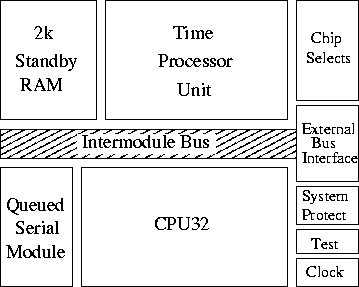 2k
Standby
RAM
Time
Processor
Unit
Chip
Selects
Intermodule Bus
External
Bus
Interface
Queued
Serial
Module
CPU32
System
Protect
Test
Clock